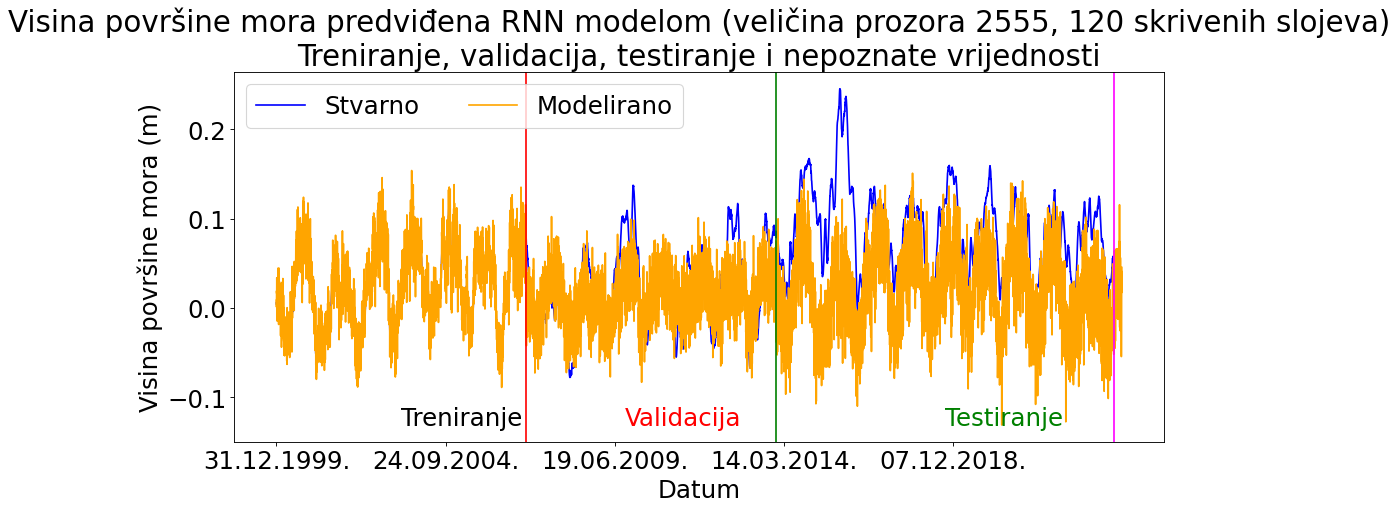 Visina površine mora predviđena RNN modelom (veličina prozora 2555, 120 skrivenih slojeva)
Treniranje, validacija, testiranje i nepoznate vrijednosti
Stvarno Modelirano
Visina površine mora (m)
0.2
0.1
0.0
−0.1
Treniranje Validacija Testiranje
31.12.1999. 24.09.2004. 19.06.2009. 14.03.2014. 07.12.2018.
Datum